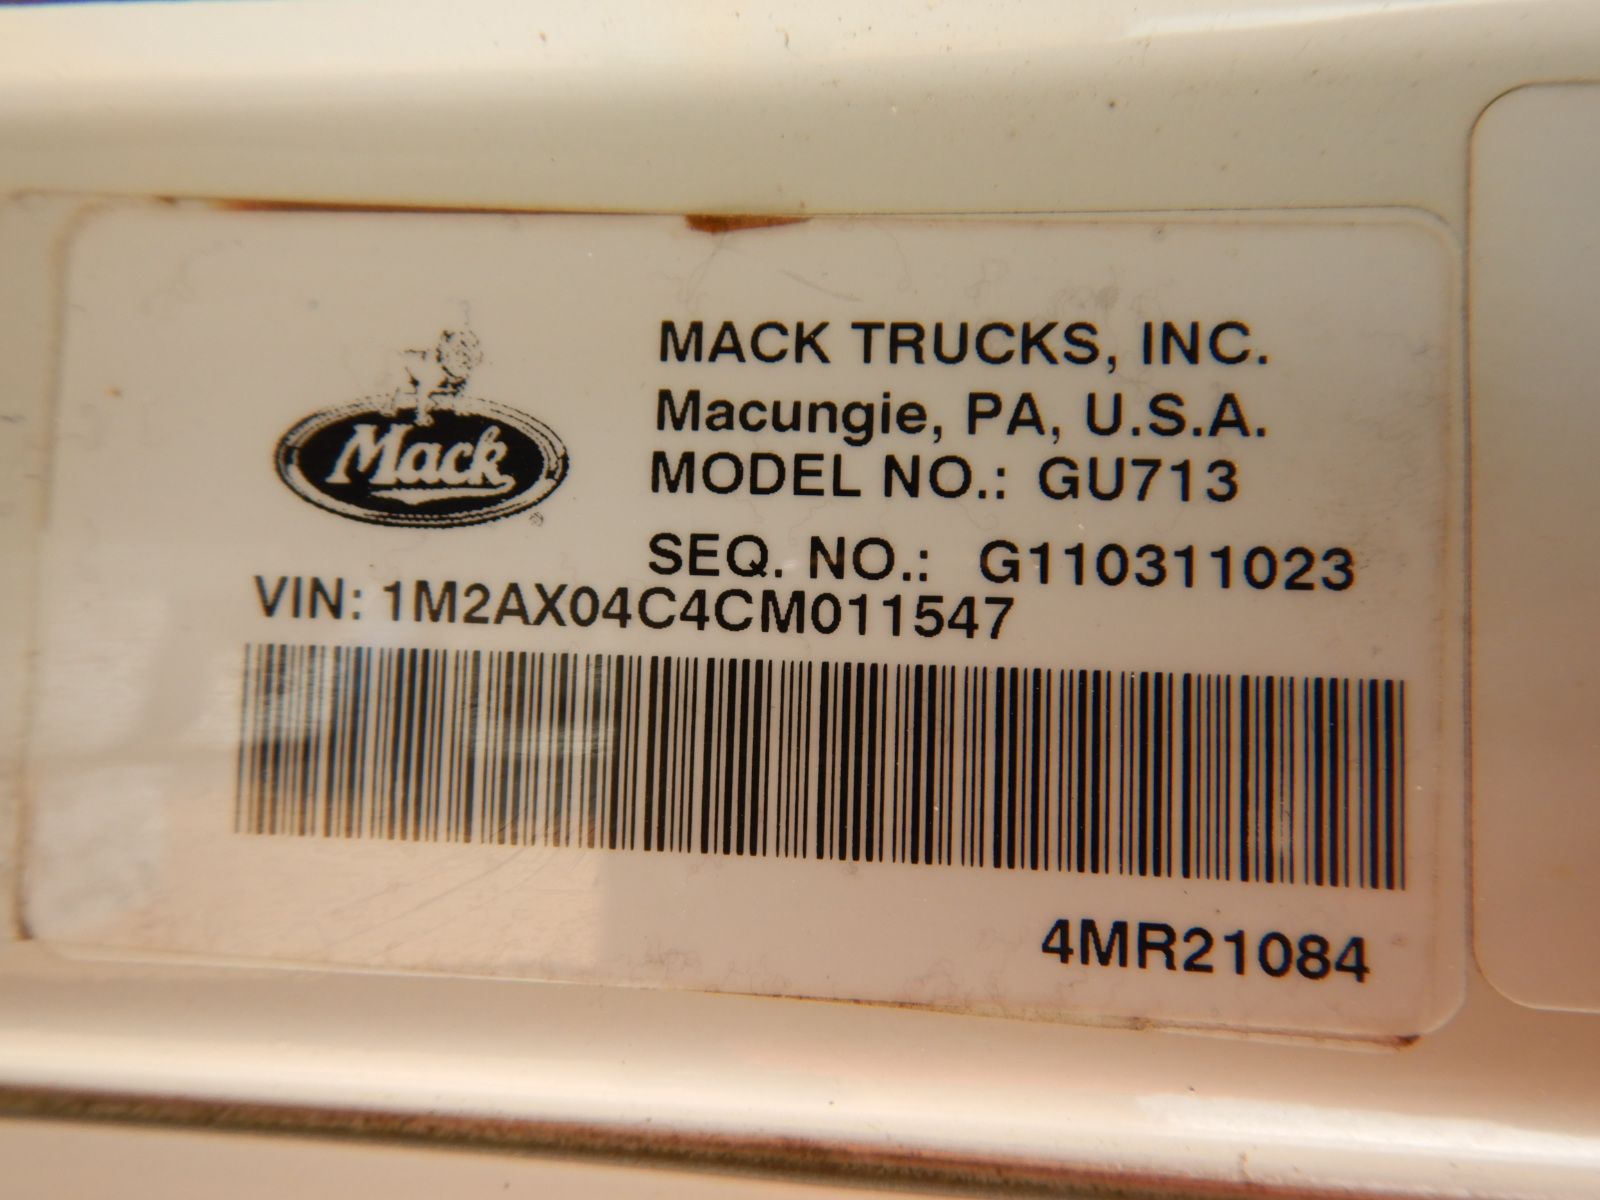 Mack ®
MACK TRUCKS, INC.
Macungie, PA, U.S.A.
MODEL NO.: GU713
SEQ. NO.: G110311023
VIN: 1M2AX04C4CM011547
4MR21084